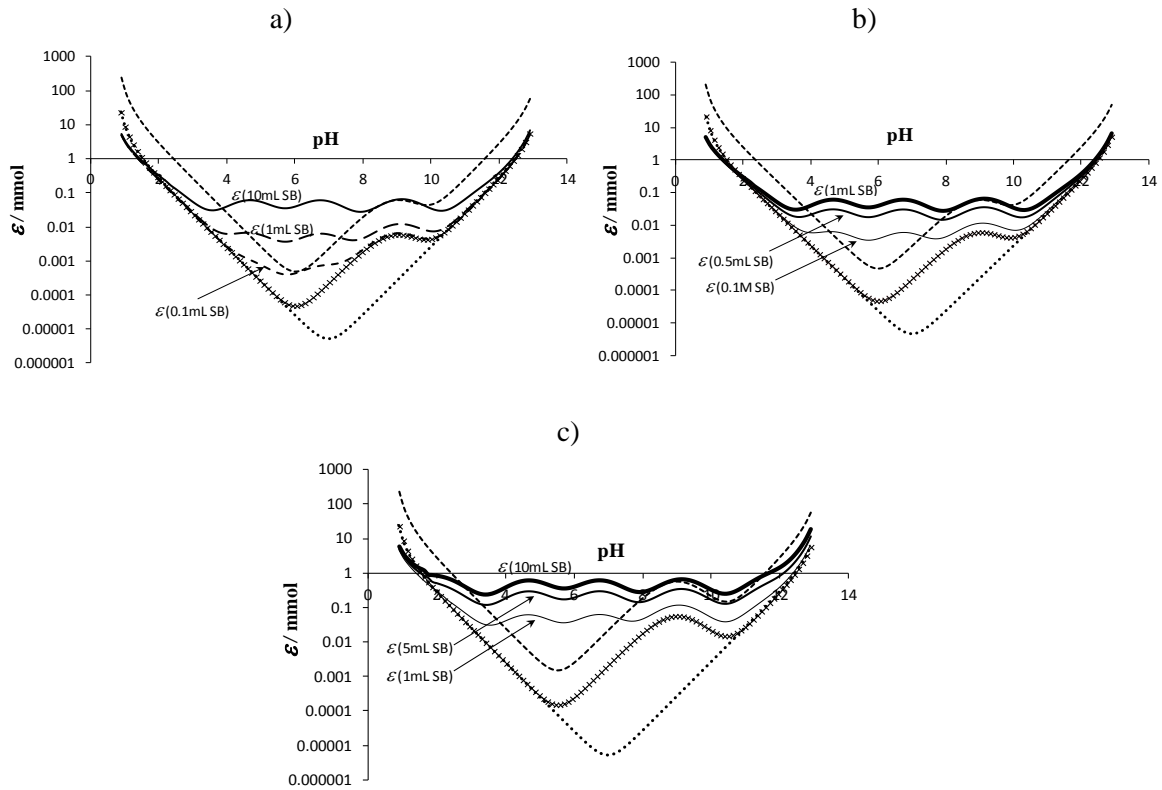 a)
1000
100
10
1
0.1
0.01
0.001
0.0001
0.00001
0.000001
ε / mmol
pH
0 2 4 6 8 10 12 14
ε(10mL SB)
ε(1mL SB)
ε(0.1mL SB)
b)
1000
100
10
1
0.1
0.01
0.001
0.0001
0.00001
0.000001
ε / mmol
pH
0 2 4 6 8 10 12 14
ε(1mL SB)
ε(0.5mL SB)
ε(0.1M SB)
c)
1000
100
10
1
0.1
0.01
0.001
0.0001
0.00001
0.000001
ε / mmol
pH
0 2 4 6 8 10 12 14
ε(10mL SB)
ε(5mL SB)
ε(1mL SB)